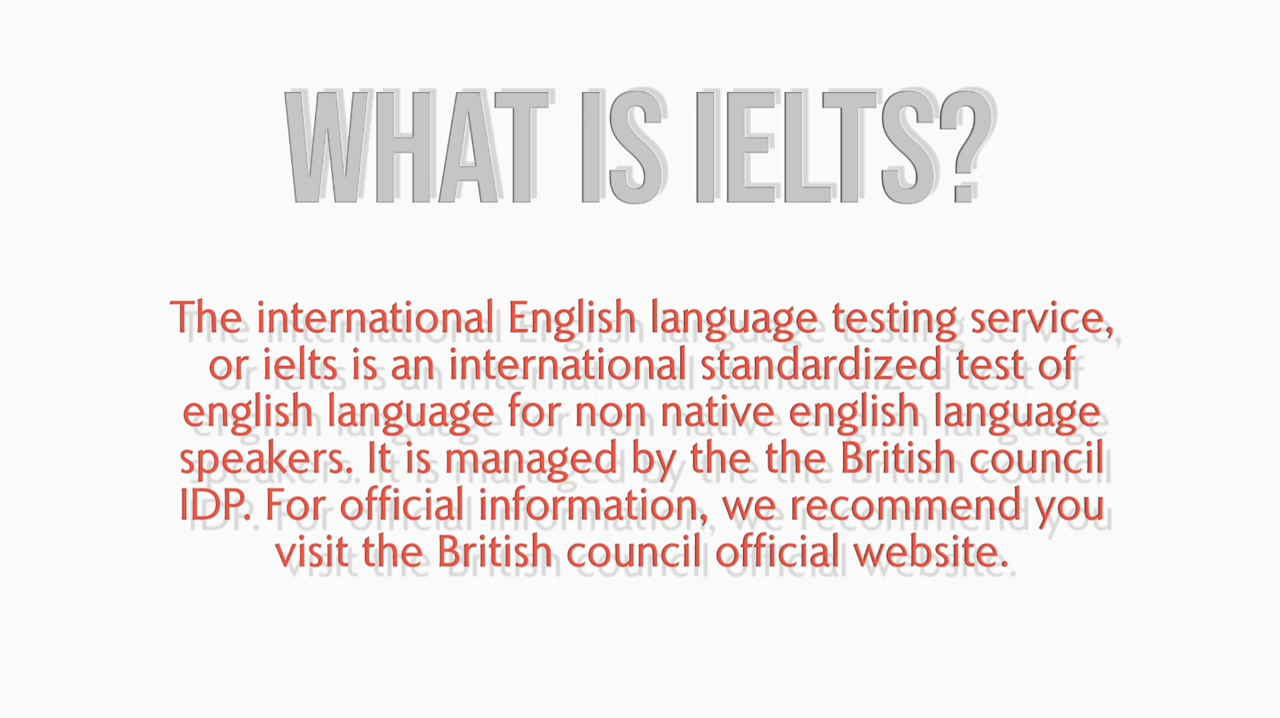 WHAT IS IELTS?
The international English language testing service,
or ielts is an international standardized test of
english language for non native english language
speakers. It is managed by the the British council
IDP. For official information, we recommend you
visit the British council official website.